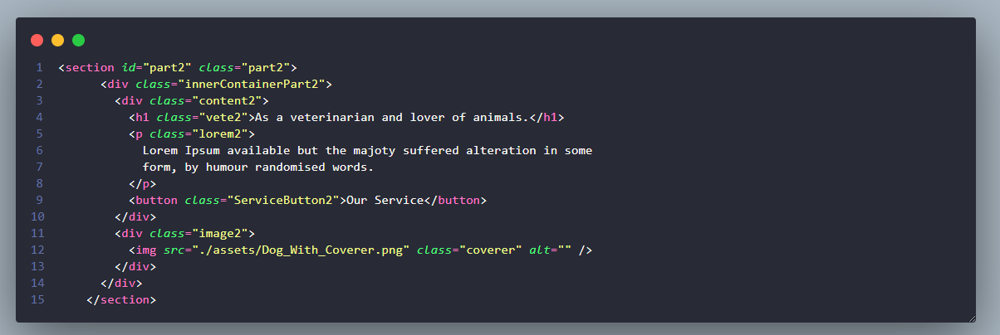 1 <section id="part2" class="part2">
2 <div class="innerContainerPart2">
3 <div class="content2">
4 <h1 class="vete2">As a veterinarian and lover of animals.</h1>
5 <p class="lorem2">
6 Lorem Ipsum available but the majoty suffered alteration in some
7 form, by humour randomised words.
8 </p>
9 <button class="ServiceButton2">Our Service</button>
10 </div>
11 <div class="image2">
12 <img src="./assets/Dog_With_Coverer.png" class="coverer" alt="" />
13 </div>
14 </div>
15 </section>